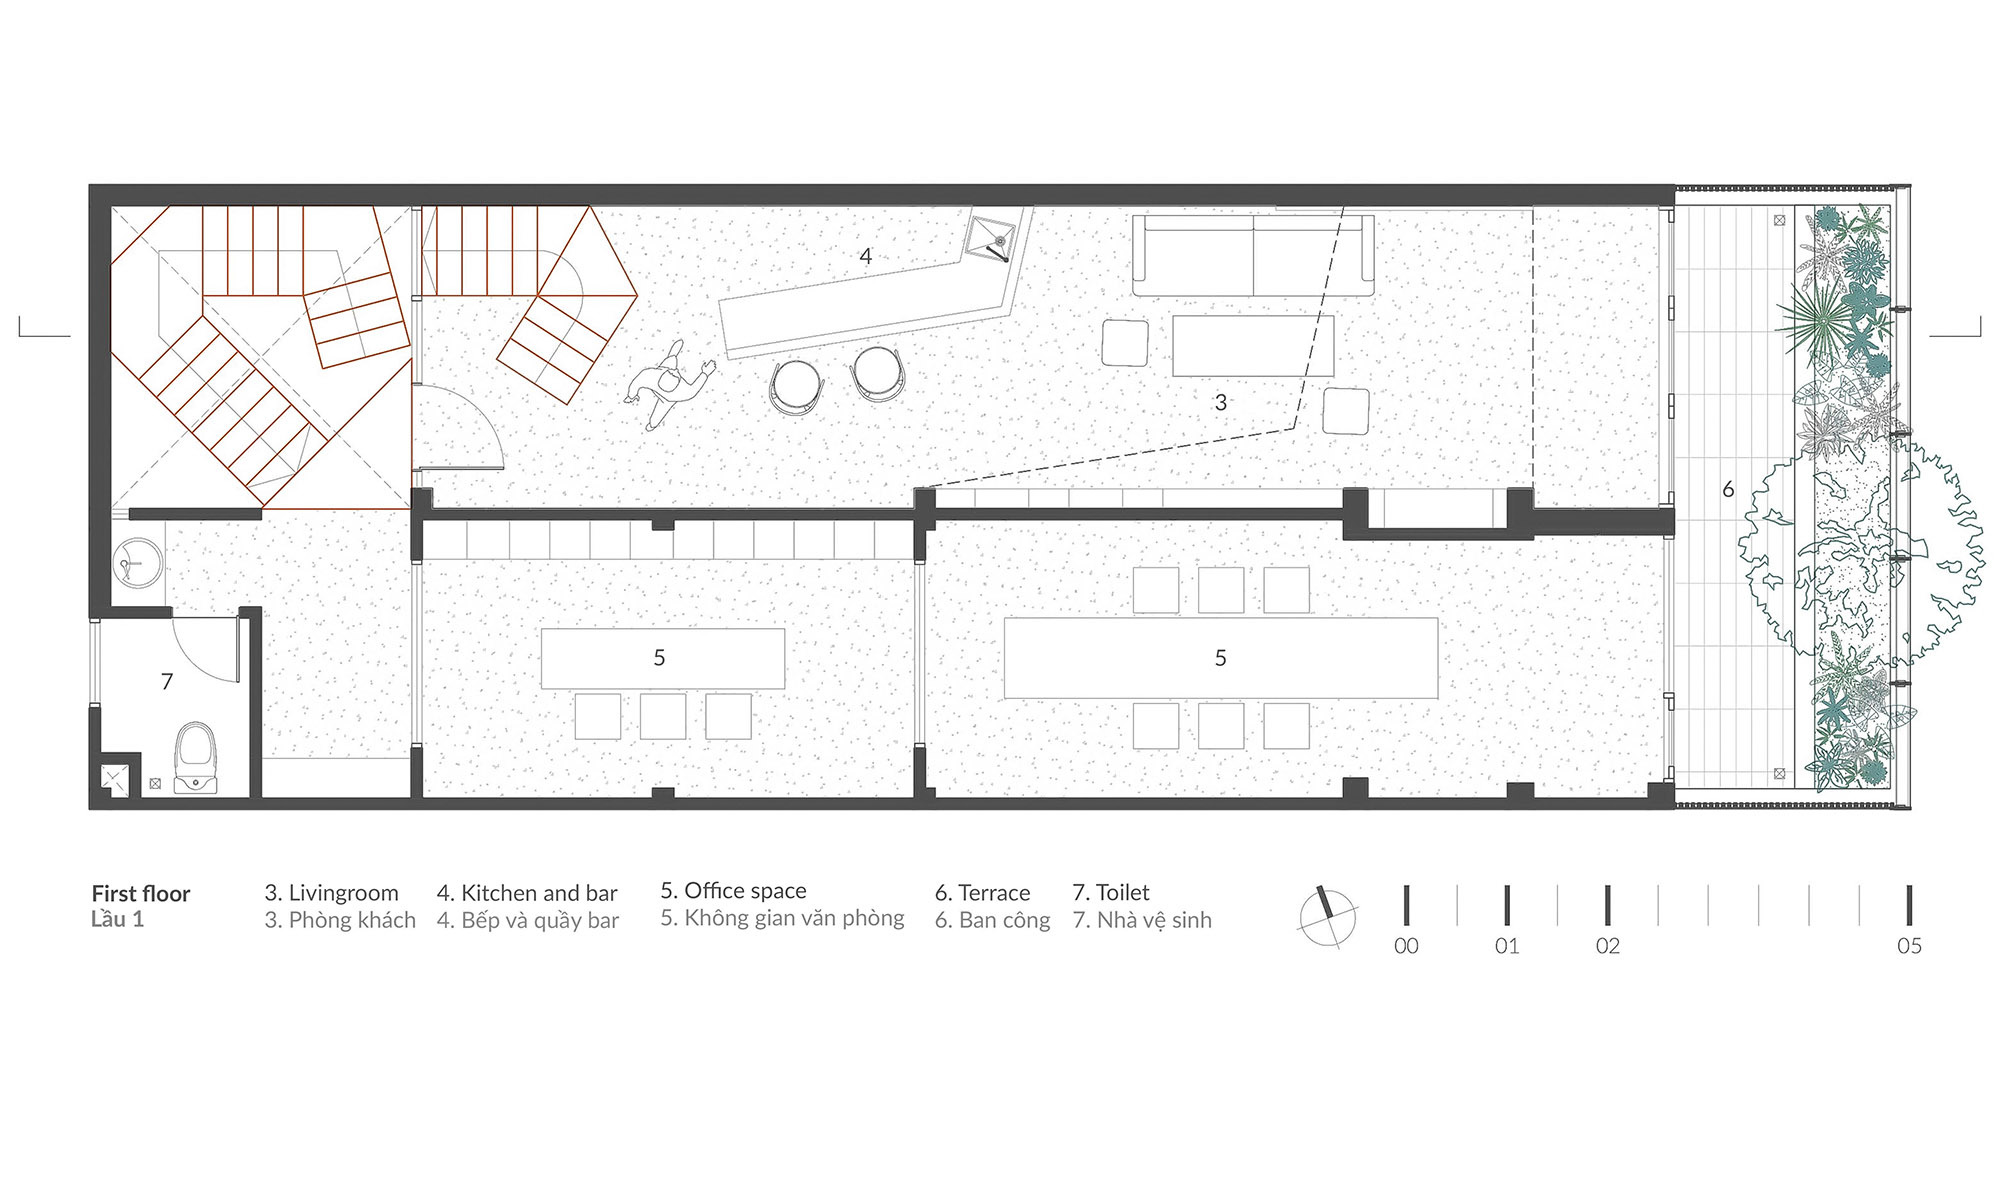 4
3
6
5
5
7
First floor
Lầu 1
3. Livingroom
3. Phòng khách
4. Kitchen and bar
4. Bếp và quầy bar
5. Office space
5. Không gian văn phòng
6. Terrace
6. Ban công
7. Toilet
7. Nhà vệ sinh
00 01 02 05